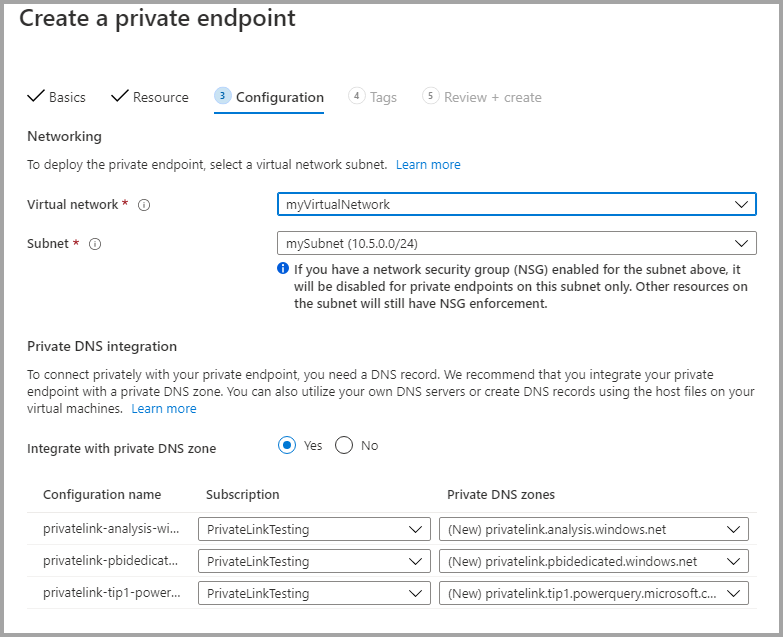 Create a private endpoint
Basics Resource 3 Configuration 4 Tags 5 Review + create
Networking
To deploy the private endpoint, select a virtual network subnet. Learn more
Virtual network * myVirtualNetwork
Subnet * mySubnet (10.5.0.0/24)
If you have a network security group (NSG) enabled for the subnet above, it
will be disabled for private endpoints on this subnet only. Other resources on
the subnet will still have NSG enforcement.
Private DNS integration
To connect privately with your private endpoint, you need a DNS record. We recommend that you integrate your private
endpoint with a private DNS zone. You can also utilize your own DNS servers or create DNS records using the host files on your
virtual machines. Learn more
Integrate with private DNS zone Yes No
Configuration name Subscription Private DNS zones
privatelink-analysis-wi... PrivateLinkTesting (New) privatelink.analysis.windows.net
privatelink-pbidedicat... PrivateLinkTesting (New) privatelink.pbidedicated.windows.net
privatelink-tip1-power... PrivateLinkTesting (New) privatelink.tip1.powerquery.microsoft.c...